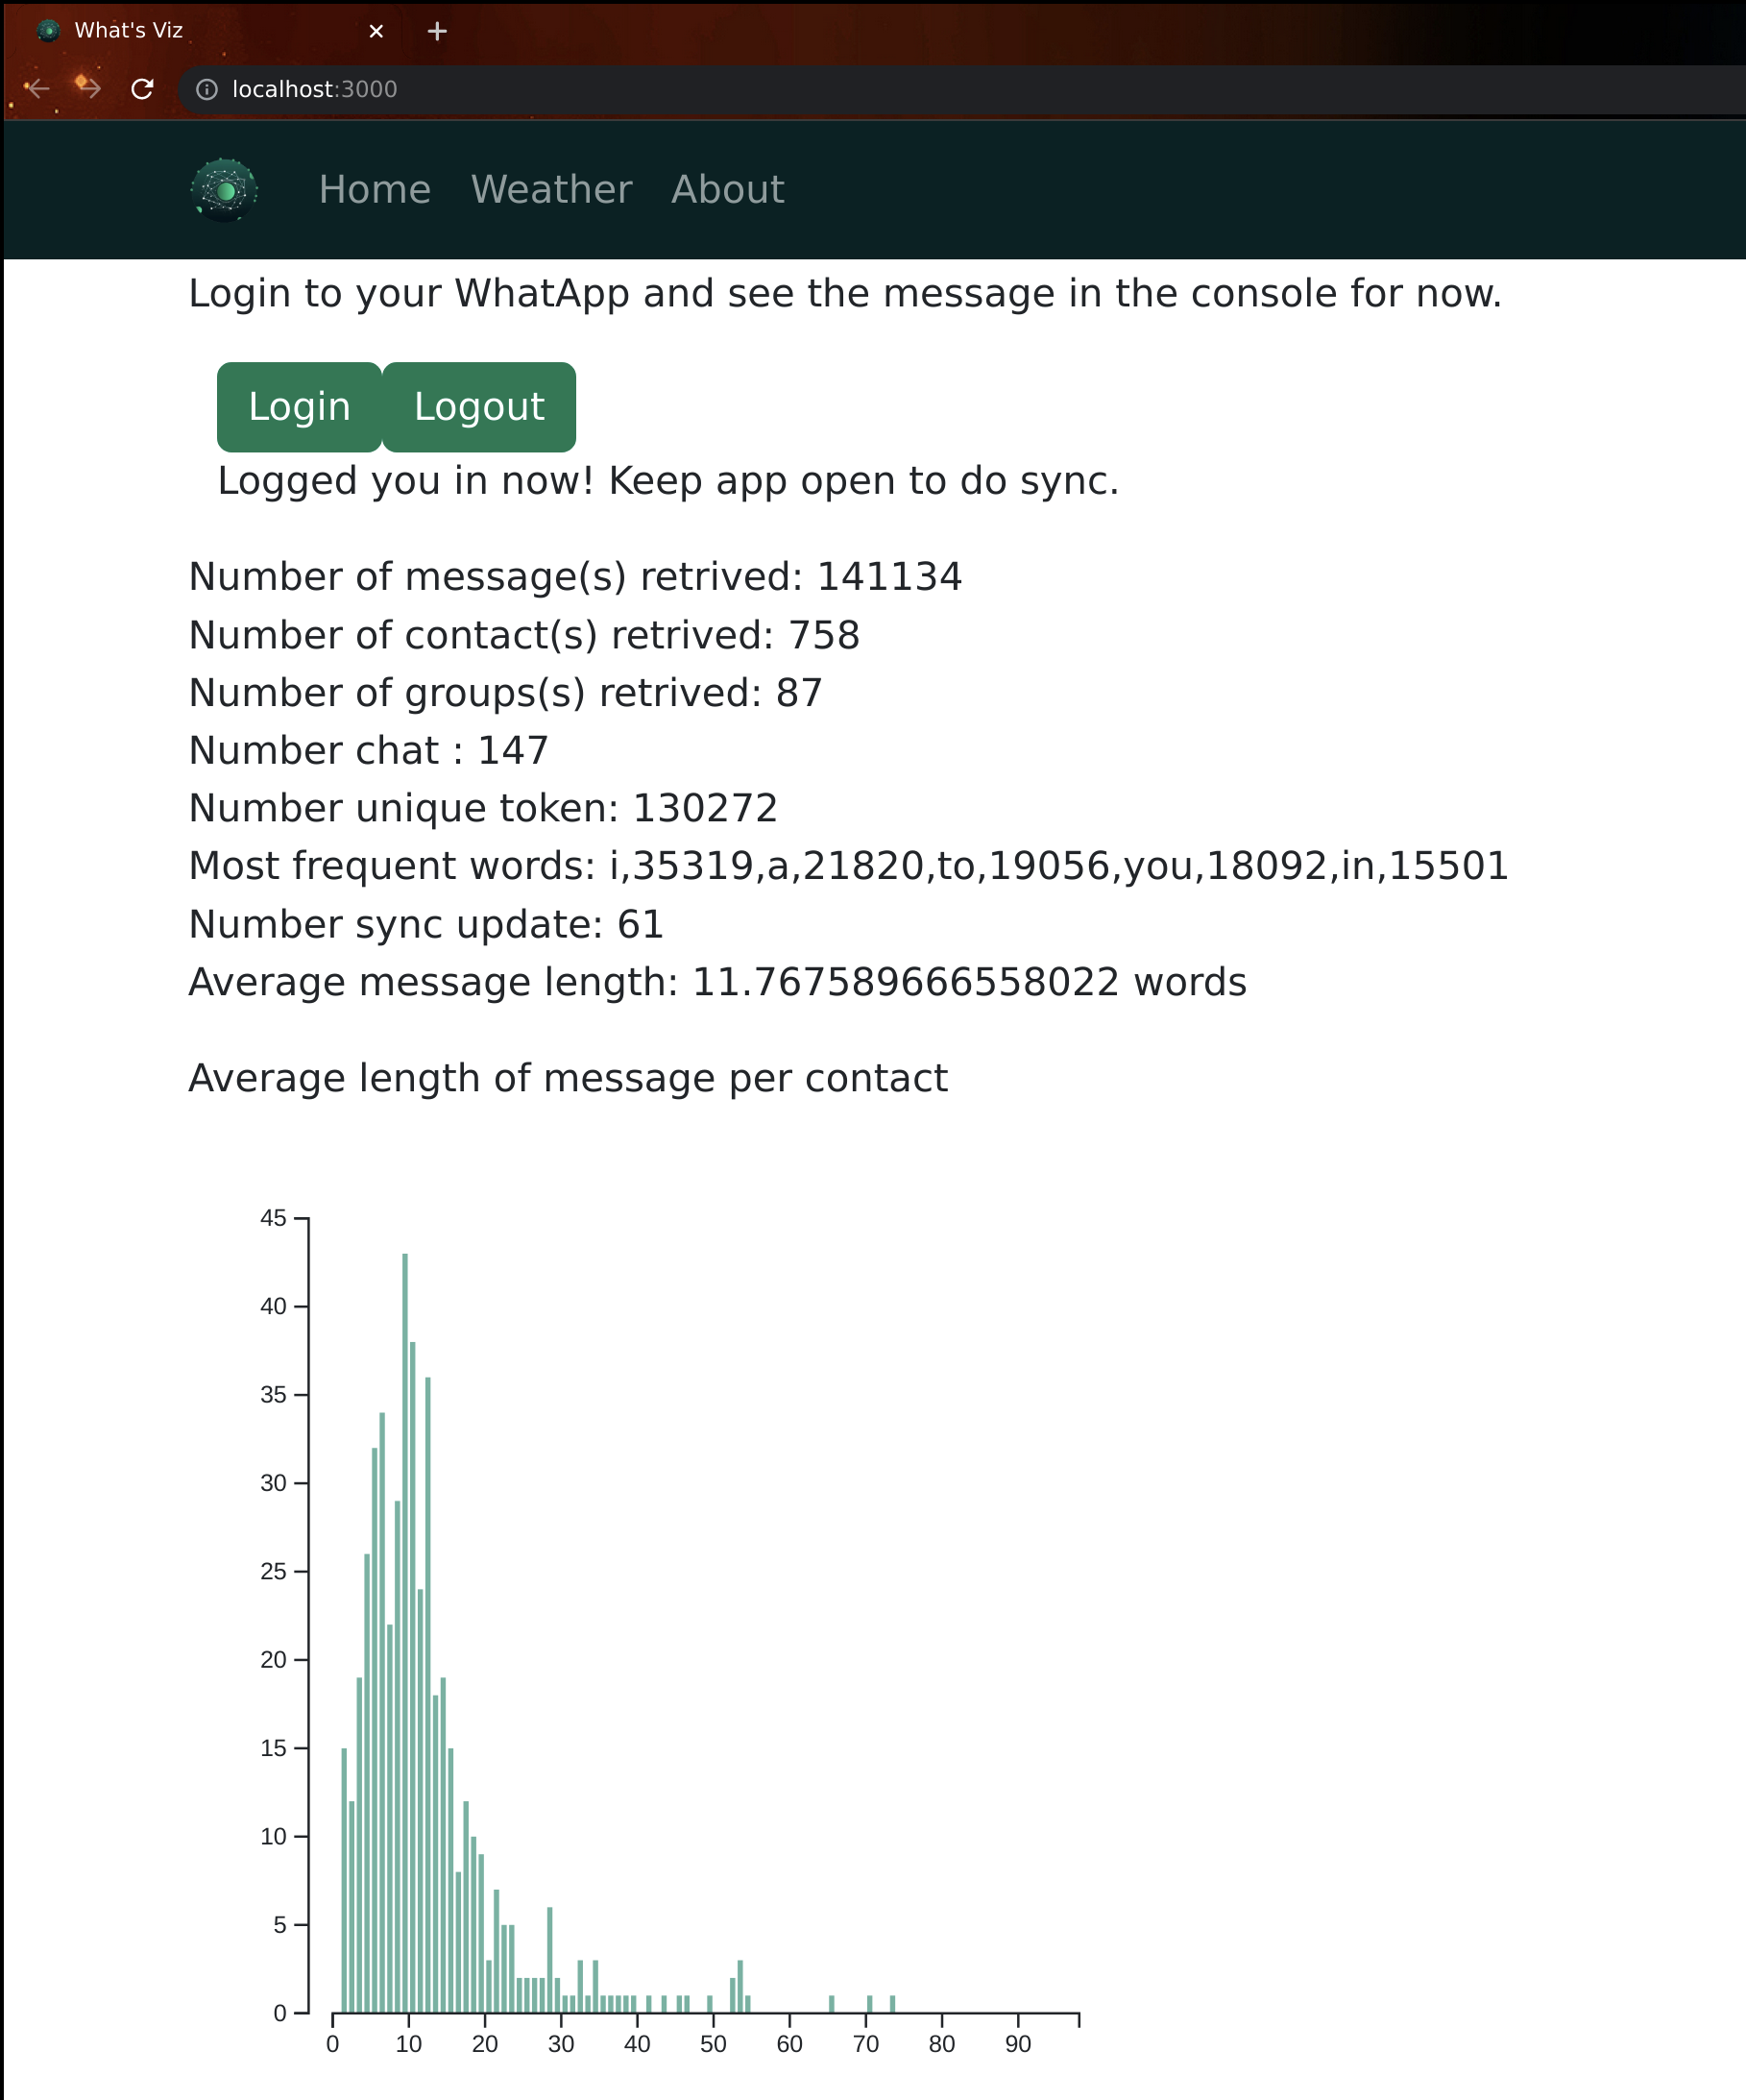 What's Viz
localhost:3000
Home Weather About
Login to your WhatApp and see the message in the console for now.
Login Logout
Logged you in now! Keep app open to do sync.
Number of message(s) retrived: 141134
Number of contact(s) retrived: 758
Number of groups(s) retrived: 87
Number chat : 147
Number unique token: 130272
Most frequent words: i,35319,a,21820,to,19056,you,18092,in,15501
Number sync update: 61
Average message length: 11.767589666558022 words
Average length of message per contact
45
40
35
30
25
20
15
10
5
0
0 10 20 30 40 50 60 70 80 90